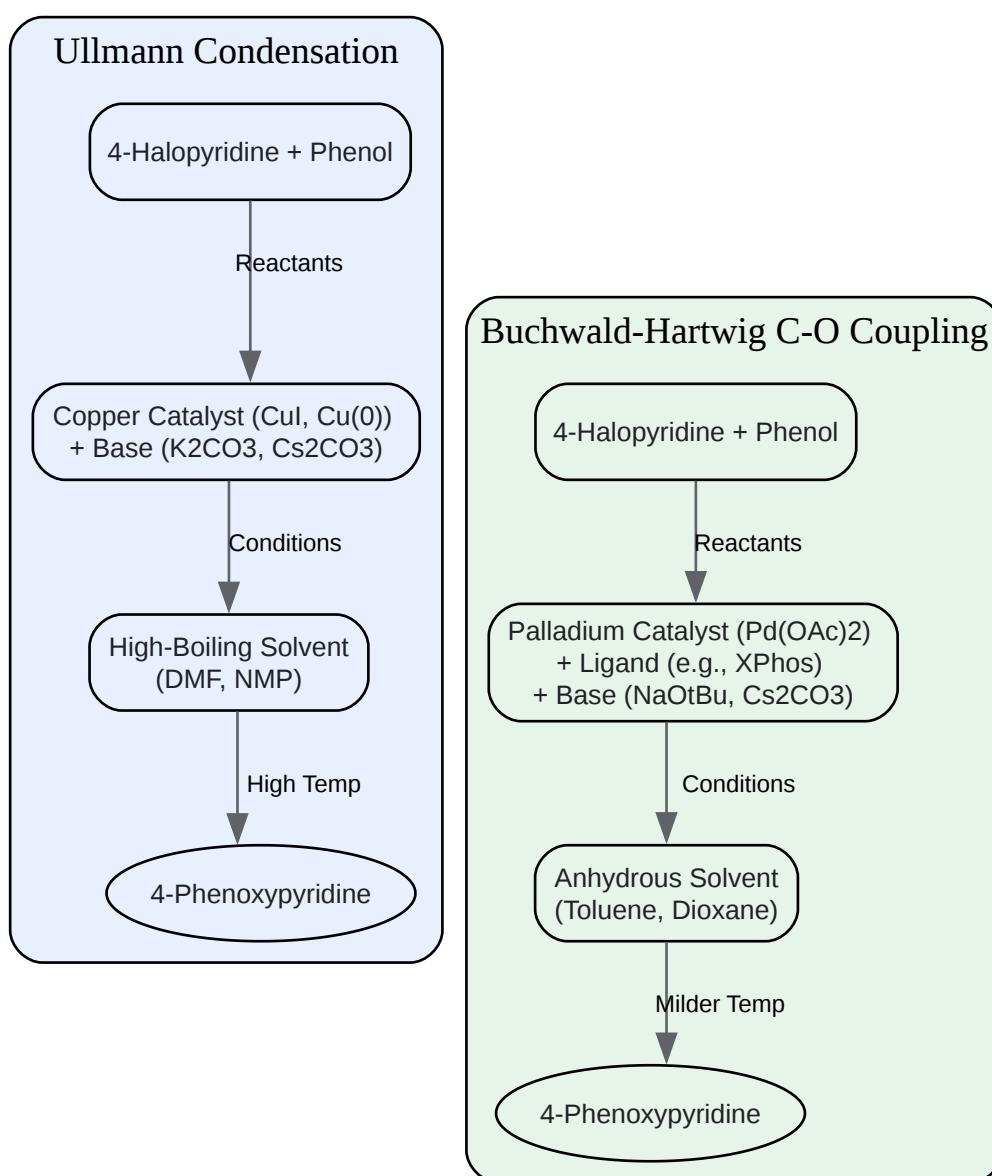 Ullmann Condensation
4-Halopyridine + Phenol
Reactants
Copper Catalyst (CuI, Cu(0))
+ Base (K2CO3, Cs2CO3)
Conditions
High-Boiling Solvent
(DMF, NMP)
High Temp
4-Phenoxypyridine
Buchwald-Hartwig C-O Coupling
4-Halopyridine + Phenol
Reactants
Palladium Catalyst (Pd(OAc)2)
+ Ligand (e.g., XPhos)
+ Base (NaOtBu, Cs2CO3)
Conditions
Anhydrous Solvent
(Toluene, Dioxane)
Milder Temp
4-Phenoxypyridine